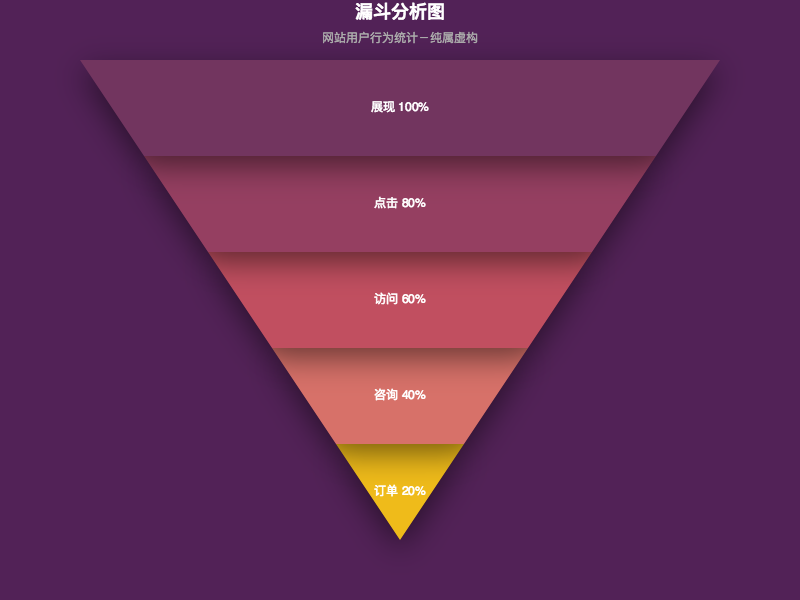 漏斗分析图
网站用户行为统计－纯属虚构
展现 100%
点击 80%
访问 60%
咨询 40%
订单 20%